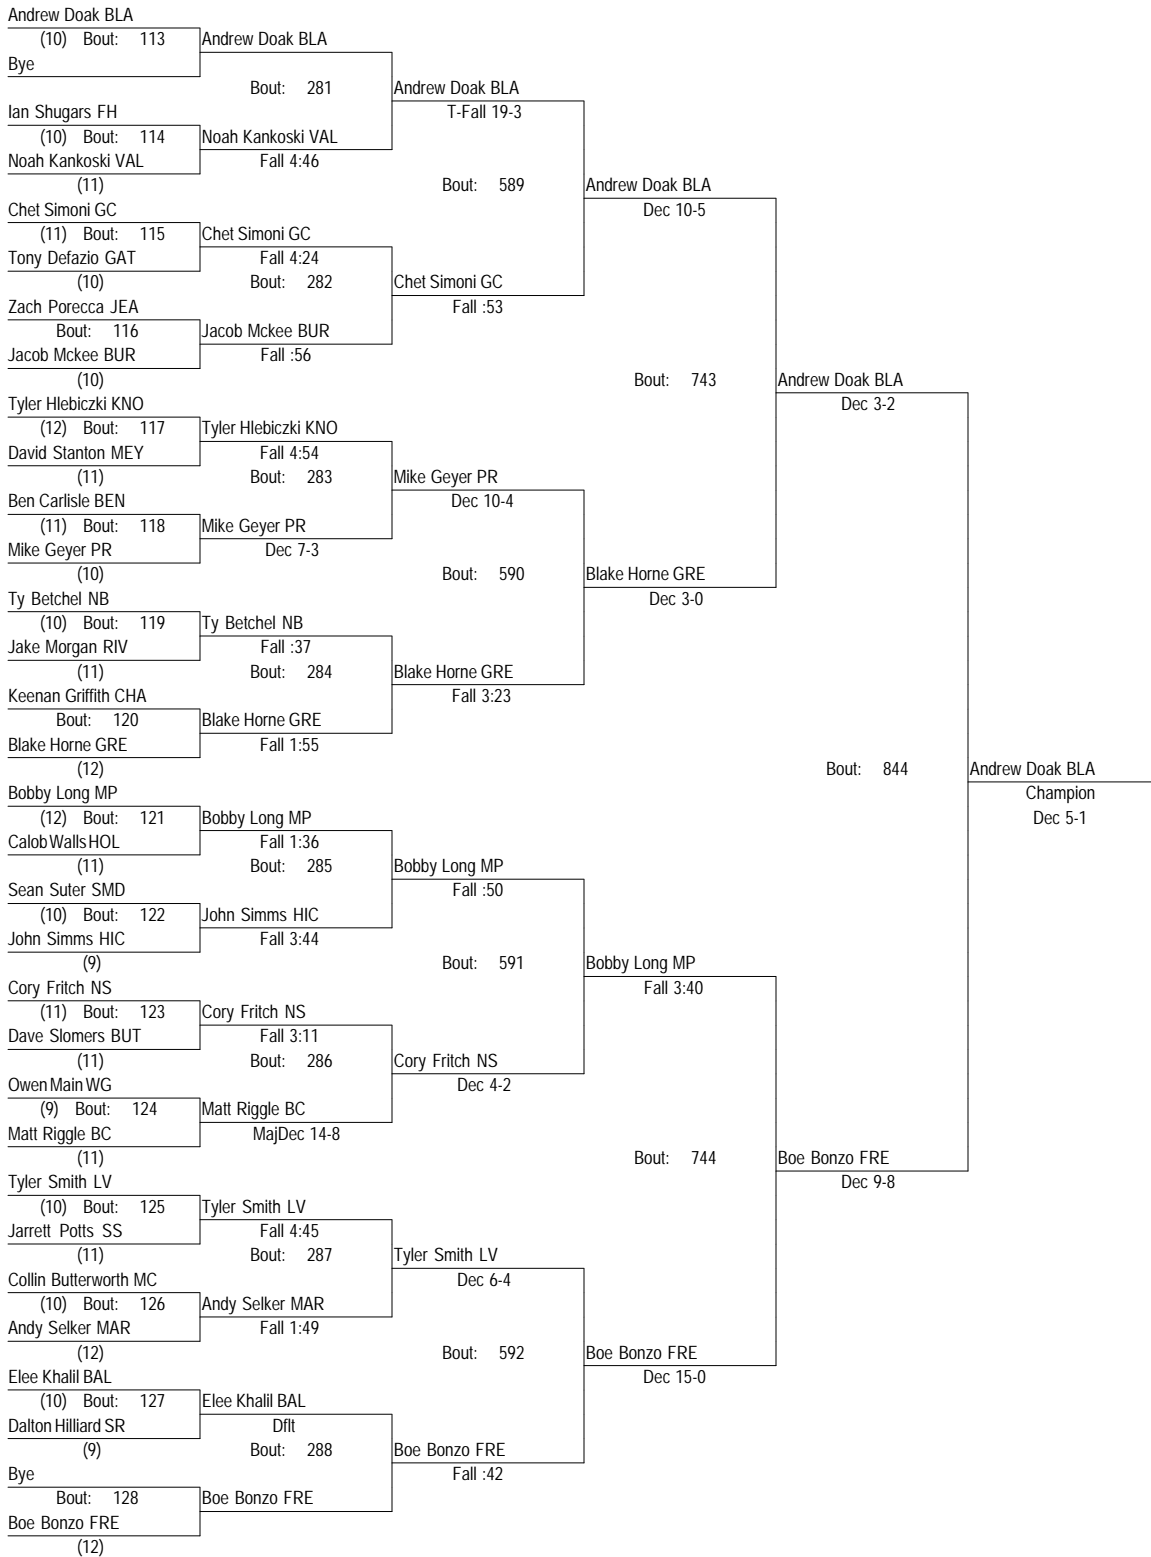 Andrew Doak BLA
(10) Bout: 113 Andrew Doak BLA
Bye
Bout: 281 Andrew Doak BLA
Ian Shugars FH T-Fall 19-3
(10) Bout: 114 Noah Kankoski VAL
Noah Kankoski VAL Fall 4:46
(11) Bout: 589 Andrew Doak BLA
Chet Simoni GC Dec 10-5
(11) Bout: 115 Chet Simoni GC
Tony Defazio GAT Fall 4:24
(10) Bout: 282 Chet Simoni GC
Zach Porecca JEA Fall :53
Bout: 116 Jacob Mckee BUR
Jacob Mckee BUR Fall :56
(10) Bout: 743 Andrew Doak BLA
Tyler Hlebiczki KNO Dec 3-2
(12) Bout: 117 Tyler Hlebiczki KNO
David Stanton MEY Fall 4:54
(11) Bout: 283 Mike Geyer PR
Ben Carlisle BEN Dec 10-4
(11) Bout: 118 Mike Geyer PR
Mike Geyer PR Dec 7-3
(10) Bout: 590 Blake Horne GRE
Ty Betchel NB Dec 3-0
(10) Bout: 119 Ty Betchel NB
Jake Morgan RIV Fall :37
(11) Bout: 284 Blake Horne GRE
Keenan Griffith CHA Fall 3:23
Bout: 120 Blake Horne GRE
Blake Horne GRE Fall 1:55
(12) Bout: 844 Andrew Doak BLA
Bobby Long MP Champion
(12) Bout: 121 Bobby Long MP Dec 5-1
Calob Walls HOL Fall 1:36
(11) Bout: 285 Bobby Long MP
Sean Suter SMD Fall :50
(10) Bout: 122 John Simms HIC
John Simms HIC Fall 3:44
(9) Bout: 591 Bobby Long MP
Cory Fritch NS Fall 3:40
(11) Bout: 123 Cory Fritch NS
Dave Slomers BUT Fall 3:11
(11) Bout: 286 Cory Fritch NS
Owen Main WG Dec 4-2
(9) Bout: 124 Matt Riggle BC
Matt Riggle BC MajDec 14-8
(11) Bout: 744 Boe Bonzo FRE
Tyler Smith LV Dec 9-8
(10) Bout: 125 Tyler Smith LV
Jarrett Potts SS Fall 4:45
(11) Bout: 287 Tyler Smith LV
Collin Butterworth MC Dec 6-4
(10) Bout: 126 Andy Selker MAR
Andy Selker MAR Fall 1:49
(12) Bout: 592 Boe Bonzo FRE
Elee Khalil BAL Dec 15-0
(10) Bout: 127 Elee Khalil BAL
Dalton Hilliard SR Dflt
(9) Bout: 288 Boe Bonzo FRE
Bye Fall :42
Bout: 128 Boe Bonzo FRE
Boe Bonzo FRE
(12)